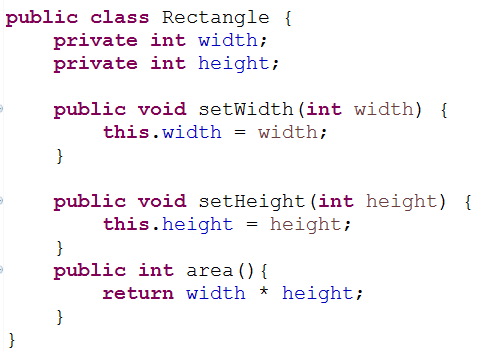 public class Rectangle {
    private int width;
    private int height;

    public void setWidth(int width) {
        this.width = width;
    }

    public void setHeight(int height) {
        this.height = height;
    }
    public int area(){
        return width * height;
    }
}